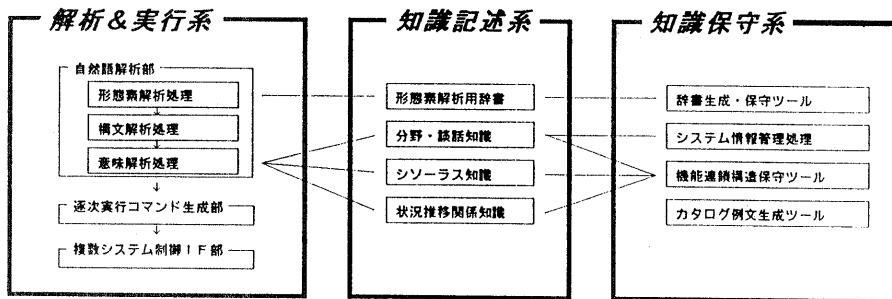 解析&実行系
自然語解析部
形態素解析処理
構文解析処理
意味解析処理
逐次実行コマンド生成部
複数システム制御IF部
知識記述系
形態素解析用辞書
分野・談話知識
シソーラス知識
状況推移関係知識
知識保守系
辞書生成・保守ツール
システム情報管理処理
機能連鎖構造保守ツール
カタログ例文生成ツール